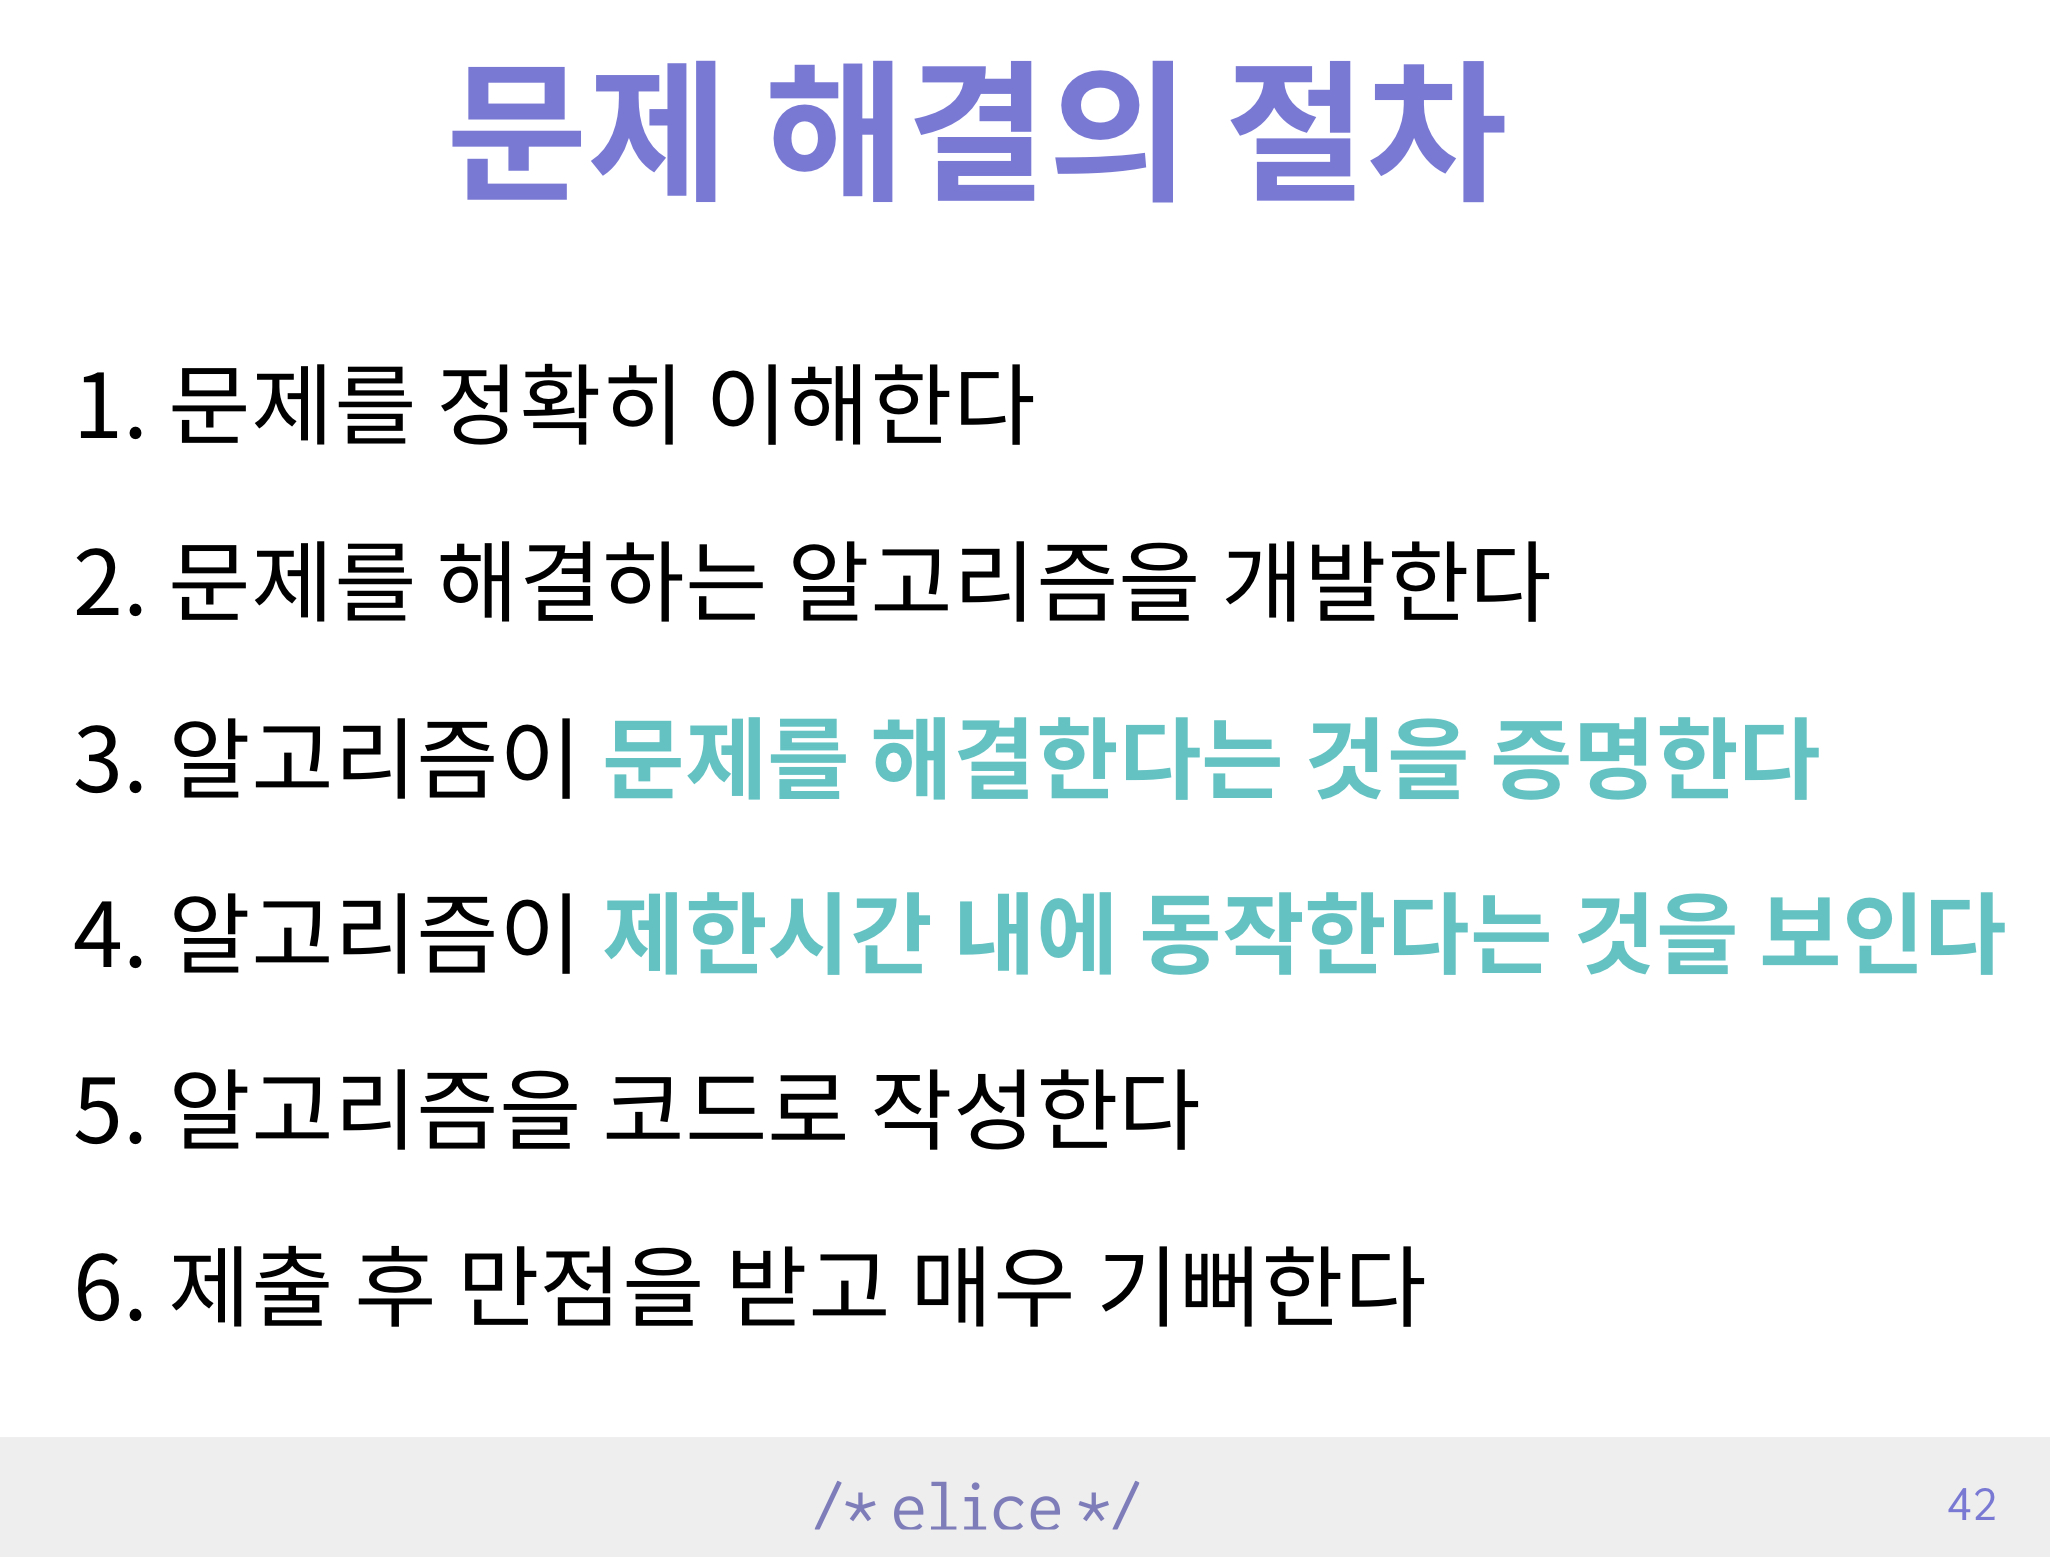 문제 해결의 절차
1. 문제를 정확히 이해한다
2. 문제를 해결하는 알고리즘을 개발한다
3. 알고리즘이 문제를 해결한다는 것을 증명한다
4. 알고리즘이 제한시간 내에 동작한다는 것을 보인다
5. 알고리즘을 코드로 작성한다
6. 제출 후 만점을 받고 매우 기뻐한다
/* elice */
42